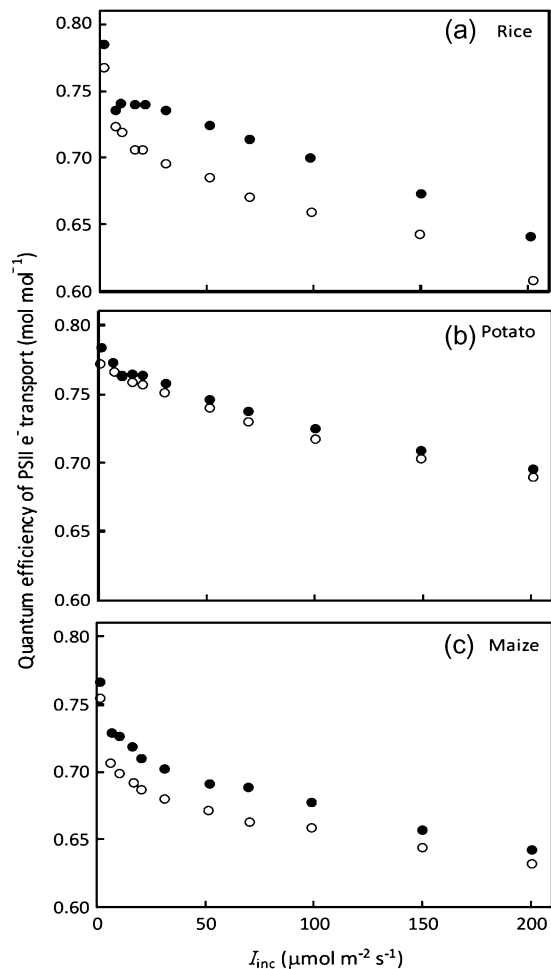 Quantum efficiency of PSII e⁻ transport (mol mol⁻¹)
(a) Rice
0.80
0.75
0.70
0.65
0.60
(b) Potato
0.80
0.75
0.70
0.65
0.60
(c) Maize
0.80
0.75
0.70
0.65
0.60
0 50 100 150 200
I_inc (μmol m⁻² s⁻¹)